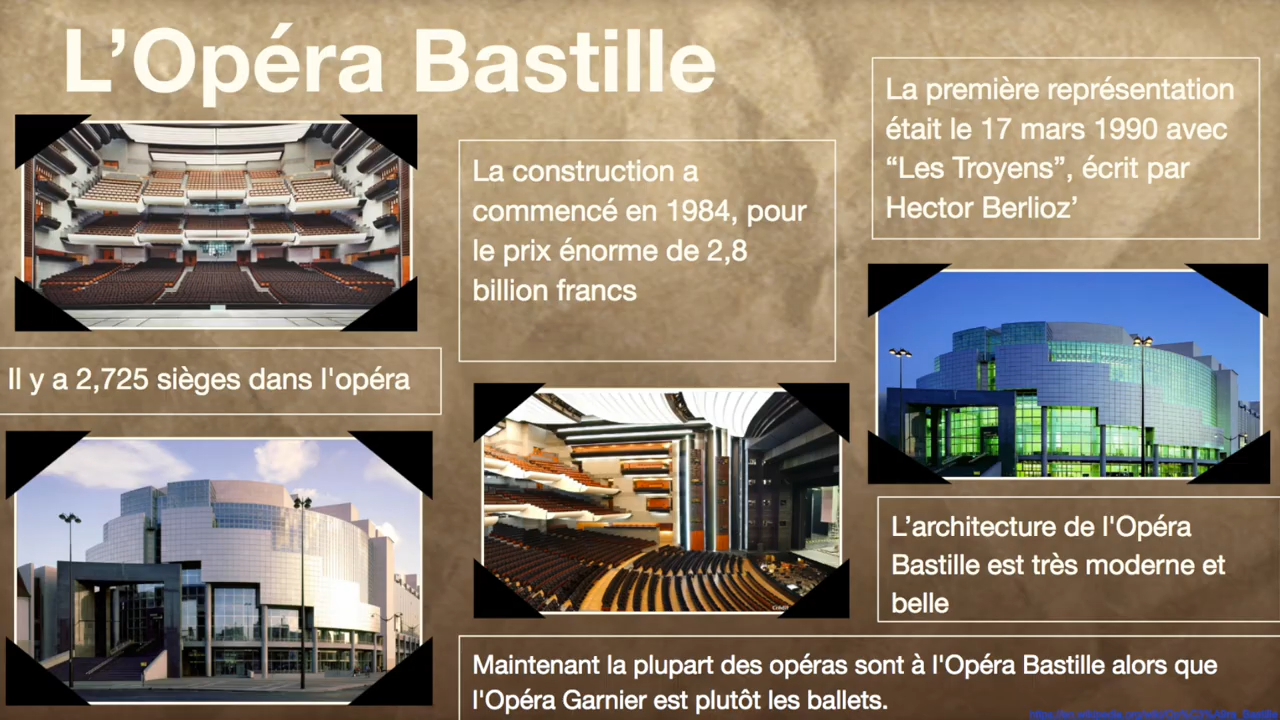 L’Opéra Bastille
La première représentation
était le 17 mars 1990 avec
“Les Troyens”, écrit par
Hector Berlioz’
La construction a
commencé en 1984, pour
le prix énorme de 2,8
billion francs
Il y a 2,725 sièges dans l'opéra
L’architecture de l'Opéra
Bastille est très moderne et
belle
Maintenant la plupart des opéras sont à l'Opéra Bastille alors que
l'Opéra Garnier est plutôt les ballets.